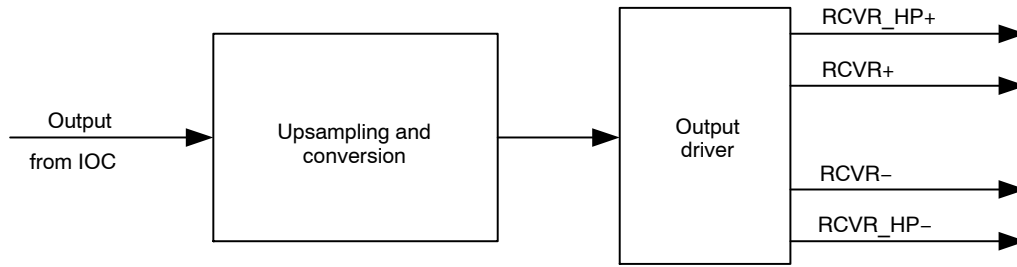 Output
from IOC
Upsampling and
conversion
Output
driver
RCVR_HP+
RCVR+
RCVR−
RCVR_HP−